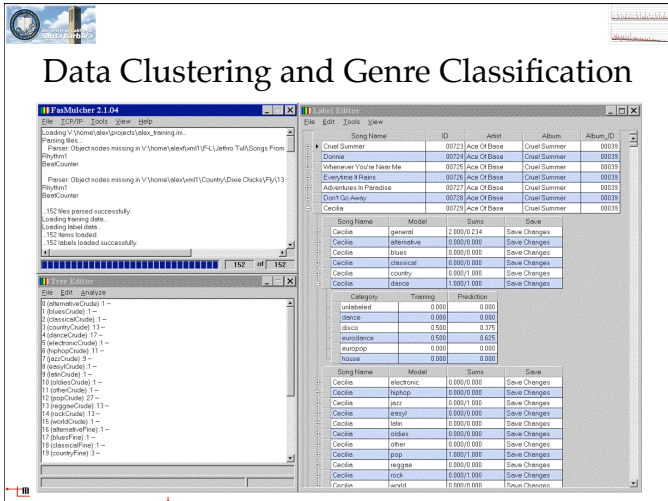 University of California
Santa Barbara
Data Clustering and Genre Classification
FasMulcher 2.1.04
File TCP/IP Tools View Help
Loading V:\home\alex\projects\alex_training.ini...
Parsing files...
Parser: Object nodes missing in V:\home\alex\xml1\F-L\Jethro Tull\Songs From
Rhythm1
BeatCounter
Parser: Object nodes missing in V:\home\alex\xml1\Country\Dixie Chicks\Fly\13
Rhythm1
BeatCounter
...152 files parsed successfully.
Loading training data...
Loading label data...
...152 items loaded.
...152 labels loaded successfully.
152 of 152
Tree Editor
File Edit Analyze
0 (alternativeCrude) :1 --
1 (bluesCrude) :1 --
2 (classicalCrude) :1 --
3 (countryCrude) :13 --
4 (danceCrude) :17 --
5 (electronicCrude) :1 --
6 (hiphopCrude) :11 --
7 (jazzCrude) :9 --
8 (easylCrude) :1 --
9 (latinCrude) :1 --
10 (oldiesCrude) :1 --
11 (otherCrude) :1 --
12 (popCrude) :27 --
13 (reggaeCrude) :13 --
14 (rockCrude) :13 --
15 (worldCrude) :1 --
16 (alternativeFine) :1 --
17 (bluesFine) :1 --
18 (classicalFine) :1 --
19 (countryFine) :3 --
Label Editor
File Edit Tools View
Song Name ID Artist Album Album_ID
Cruel Summer 00723 Ace Of Base Cruel Summer 00039
Donnie 00724 Ace Of Base Cruel Summer 00039
Whenever You're Near Me 00725 Ace Of Base Cruel Summer 00039
Everytime It Rains 00726 Ace Of Base Cruel Summer 00039
Adventures In Paradise 00727 Ace Of Base Cruel Summer 00039
Don't Go Away 00728 Ace Of Base Cruel Summer 00039
Cecilia 00729 Ace Of Base Cruel Summer 00039
Song Name Model Sums Save
Cecilia general 2.000/0.234 Save Changes
Cecilia alternative 0.000/0.000 Save Changes
Cecilia blues 0.000/0.000 Save Changes
Cecilia classical 0.000/0.000 Save Changes
Cecilia country 0.000/1.000 Save Changes
Cecilia dance 1.000/1.000 Save Changes
Category Training Prediction
unlabeled 0.000 0.000
dance 0.000 0.000
disco 0.500 0.375
eurodance 0.500 0.625
europop 0.000 0.000
house 0.000 0.000
Song Name Model Sums Save
Cecilia electronic 0.000/0.000 Save Changes
Cecilia hiphop 0.000/1.000 Save Changes
Cecilia jazz 0.000/1.000 Save Changes
Cecilia easyl 0.000/0.000 Save Changes
Cecilia latin 0.000/0.000 Save Changes
Cecilia oldies 0.000/0.000 Save Changes
Cecilia other 0.000/0.000 Save Changes
Cecilia pop 1.000/1.000 Save Changes
Cecilia reggae 0.000/1.000 Save Changes
Cecilia rock 0.000/1.000 Save Changes
Cecilia world 0.000/0.000 Save Changes